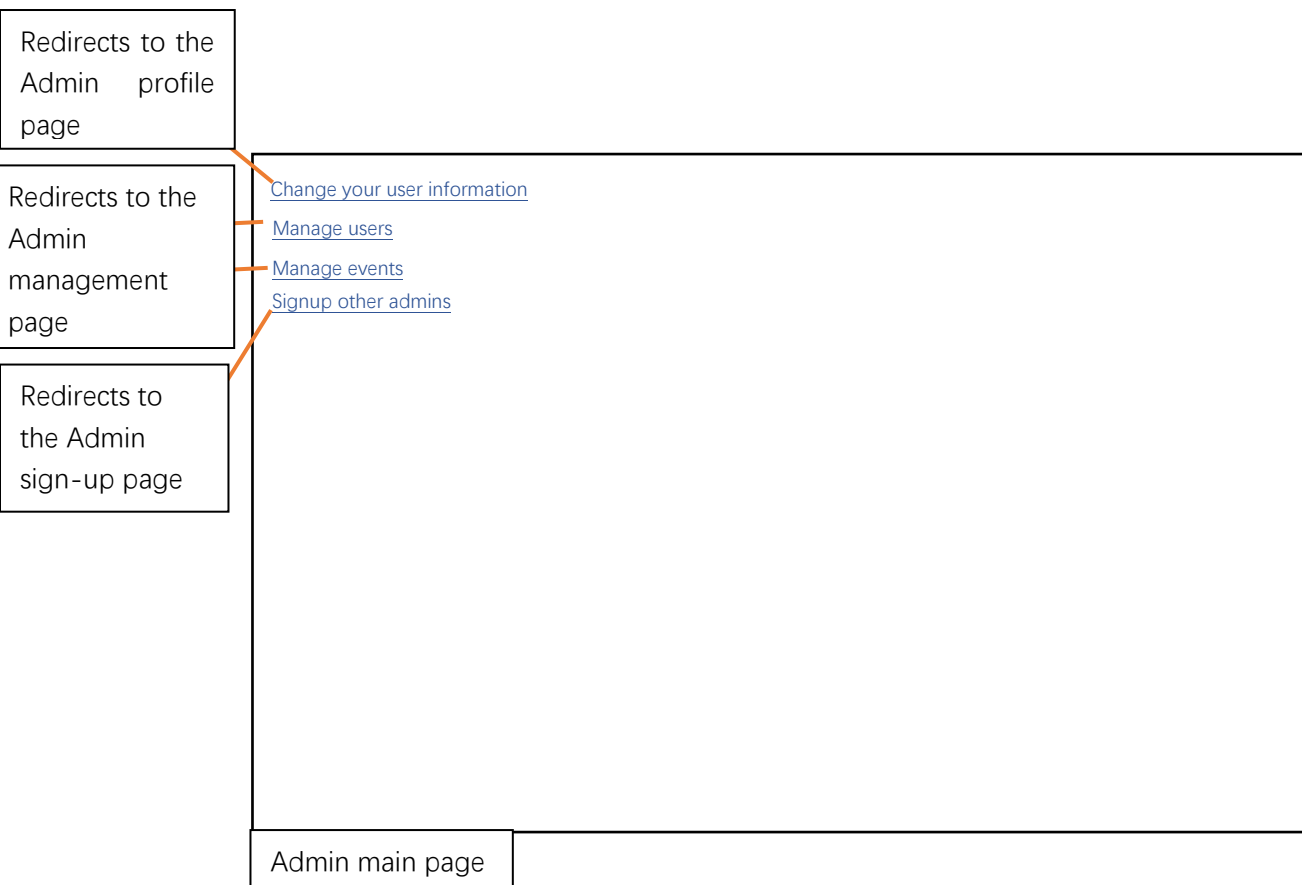 Redirects to the
Admin profile
page
Change your user information
Redirects to the
Admin
management
page
Manage users
Manage events
Signup other admins
Redirects to
the Admin
sign-up page
Admin main page